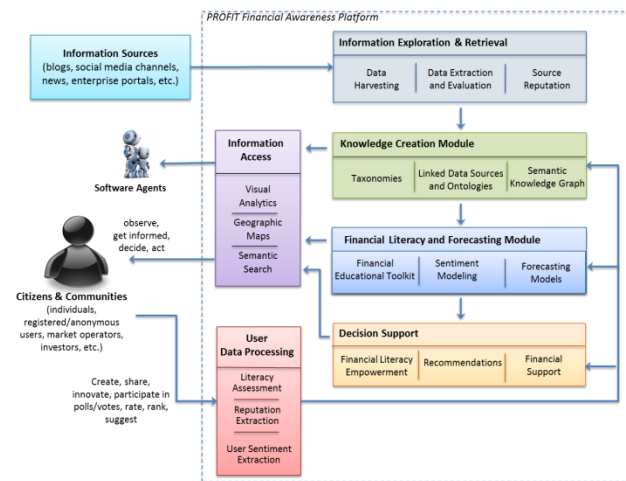 PROFIT Financial Awareness Platform
Information Sources
(blogs, social media channels,
news, enterprise portals, etc.)
Information Exploration & Retrieval
Data
Harvesting
Data Extraction
and Evaluation
Source
Reputation
Information
Access
Visual
Analytics
Geographic
Maps
Semantic
Search
Knowledge Creation Module
Taxonomies
Linked Data Sources
and Ontologies
Semantic
Knowledge Graph
Software Agents
observe,
get informed,
decide, act
Financial Literacy and Forecasting Module
Financial
Educational Toolkit
Sentiment
Modeling
Forecasting
Models
Citizens & Communities
(individuals,
registered/anonymous
users, market operators,
investors, etc.)
Decision Support
Financial Literacy
Empowerment
Recommendations
Financial
Support
User
Data Processing
Literacy
Assessment
Reputation
Extraction
User Sentiment
Extraction
Create, share,
innovate, participate in
polls/votes, rate, rank,
suggest